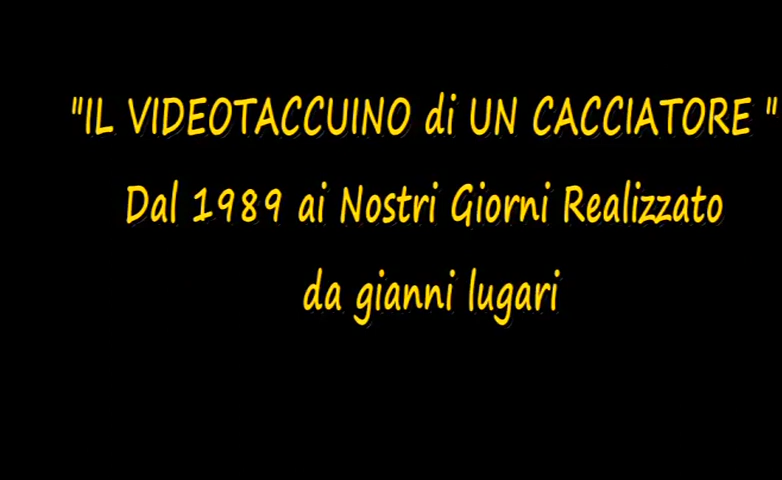 "IL VIDEOTACCUINO di UN CACCIATORE "
Dal 1989 ai Nostri Giorni Realizzato
da gianni lugari